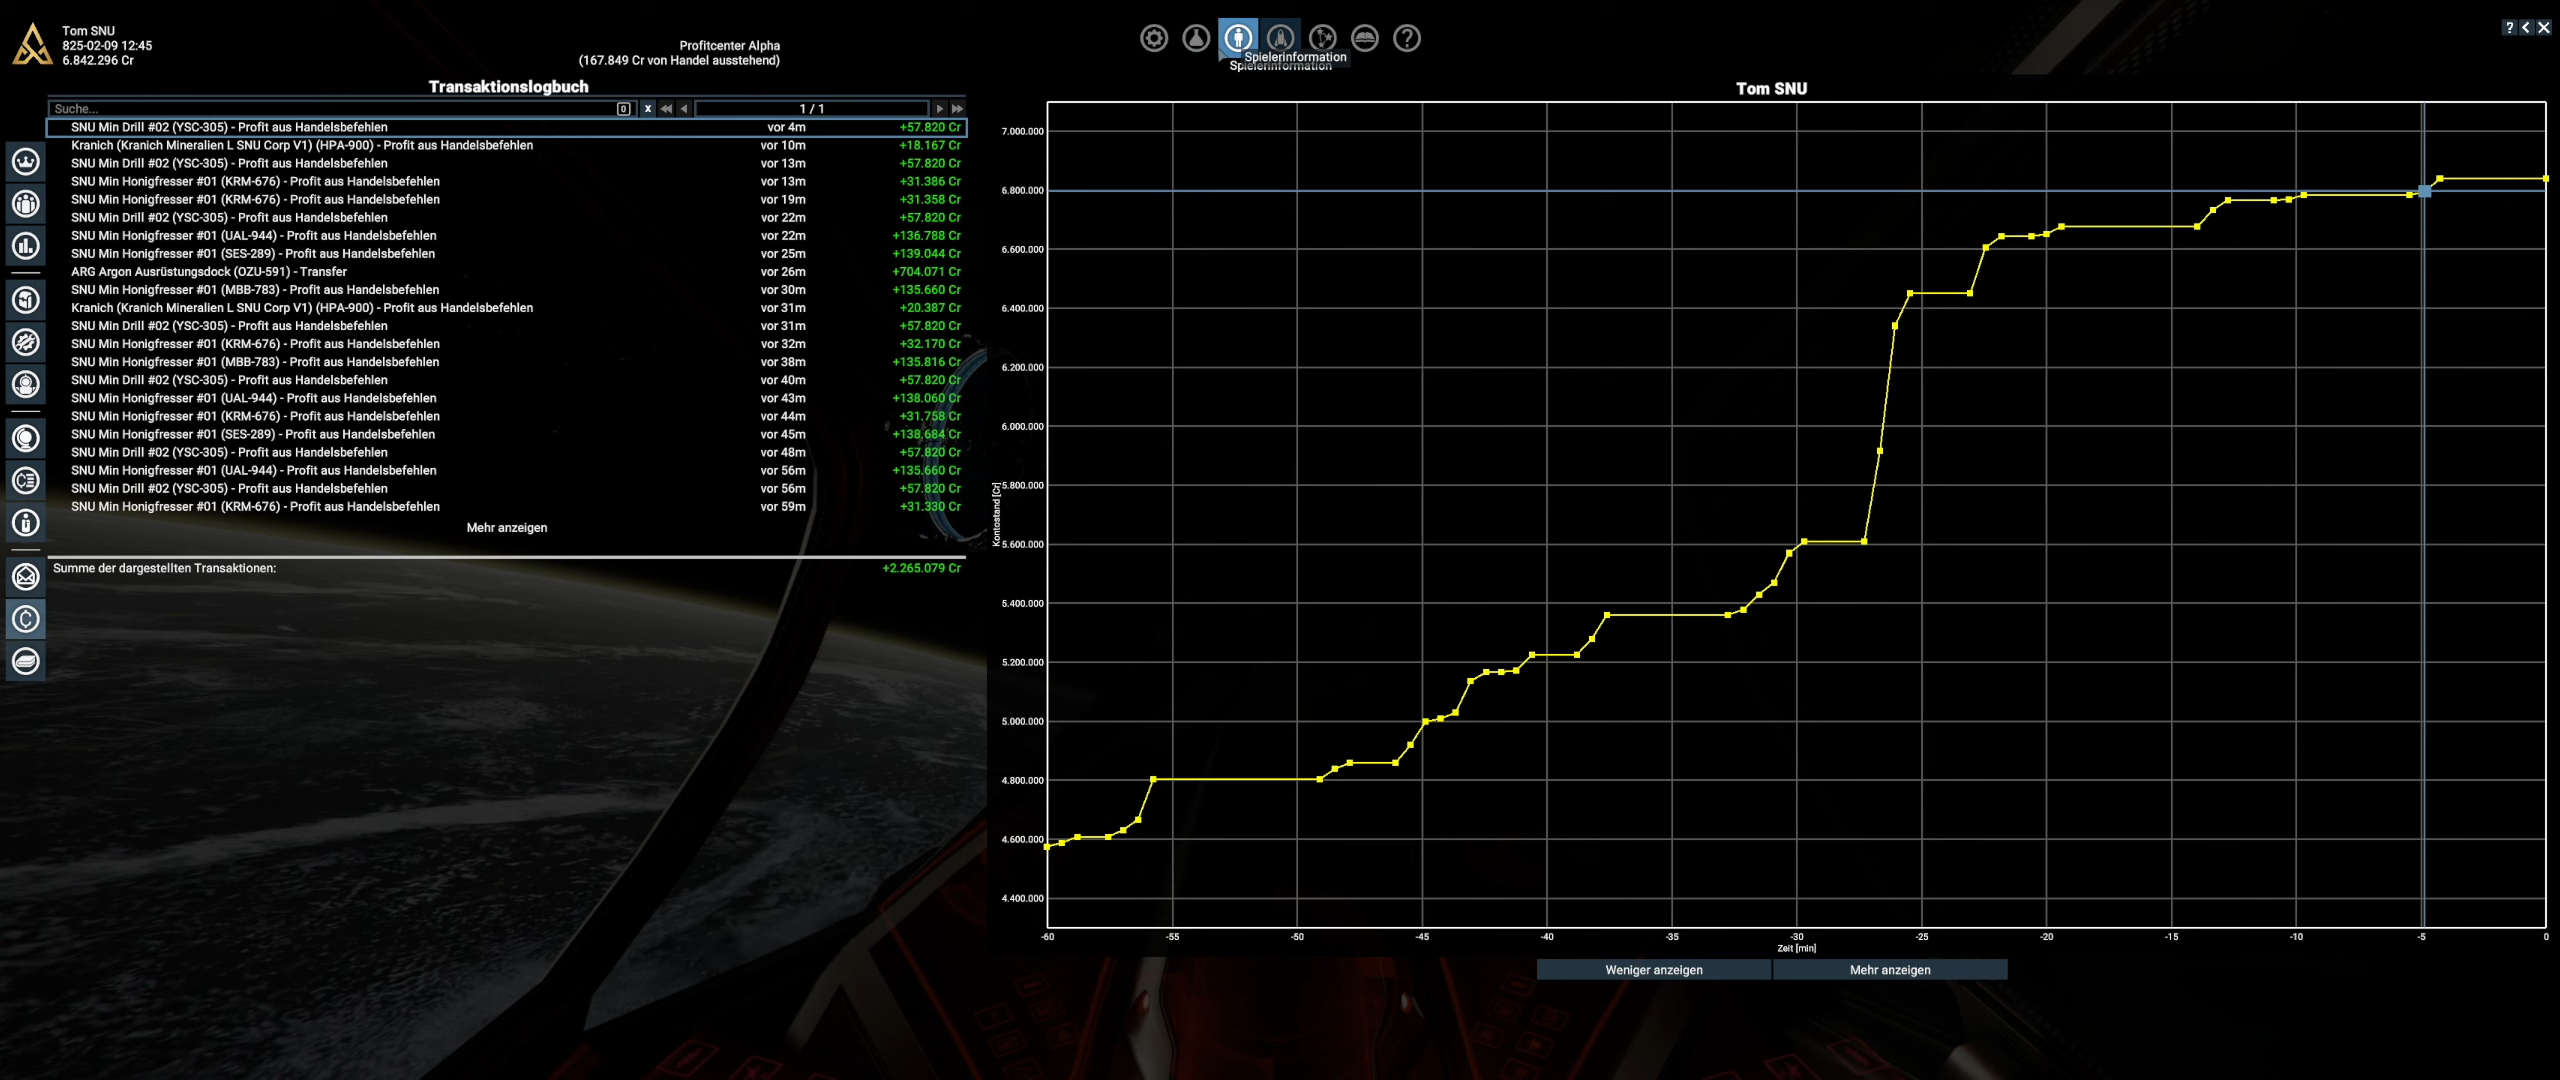 Tom SNU
825-02-09 12:45
6.842.296 Cr
Profitcenter Alpha
(167.849 Cr von Handel ausstehend)
Spielerinformation
Spielerinformation
? < X
Transaktionslogbuch
Suche...
0
x
1 / 1
SNU Min Drill #02 (YSC-305) - Profit aus Handelsbefehlen vor 4m +57.820 Cr
Kranich (Kranich Mineralien L SNU Corp V1) (HPA-900) - Profit aus Handelsbefehlen vor 10m +18.167 Cr
SNU Min Drill #02 (YSC-305) - Profit aus Handelsbefehlen vor 13m +57.820 Cr
SNU Min Honigfresser #01 (KRM-676) - Profit aus Handelsbefehlen vor 13m +31.386 Cr
SNU Min Honigfresser #01 (KRM-676) - Profit aus Handelsbefehlen vor 19m +31.358 Cr
SNU Min Drill #02 (YSC-305) - Profit aus Handelsbefehlen vor 22m +57.820 Cr
SNU Min Honigfresser #01 (UAL-944) - Profit aus Handelsbefehlen vor 22m +136.788 Cr
SNU Min Honigfresser #01 (SES-289) - Profit aus Handelsbefehlen vor 25m +139.044 Cr
ARG Argon Ausrüstungsdock (OZU-591) - Transfer vor 26m +704.071 Cr
SNU Min Honigfresser #01 (MBB-783) - Profit aus Handelsbefehlen vor 30m +135.660 Cr
Kranich (Kranich Mineralien L SNU Corp V1) (HPA-900) - Profit aus Handelsbefehlen vor 31m +20.387 Cr
SNU Min Drill #02 (YSC-305) - Profit aus Handelsbefehlen vor 31m +57.820 Cr
SNU Min Honigfresser #01 (KRM-676) - Profit aus Handelsbefehlen vor 32m +32.170 Cr
SNU Min Honigfresser #01 (MBB-783) - Profit aus Handelsbefehlen vor 38m +135.816 Cr
SNU Min Drill #02 (YSC-305) - Profit aus Handelsbefehlen vor 40m +57.820 Cr
SNU Min Honigfresser #01 (UAL-944) - Profit aus Handelsbefehlen vor 43m +138.060 Cr
SNU Min Honigfresser #01 (KRM-676) - Profit aus Handelsbefehlen vor 44m +31.758 Cr
SNU Min Honigfresser #01 (SES-289) - Profit aus Handelsbefehlen vor 45m +138.684 Cr
SNU Min Drill #02 (YSC-305) - Profit aus Handelsbefehlen vor 48m +57.820 Cr
SNU Min Honigfresser #01 (UAL-944) - Profit aus Handelsbefehlen vor 56m +135.660 Cr
SNU Min Drill #02 (YSC-305) - Profit aus Handelsbefehlen vor 56m +57.820 Cr
SNU Min Honigfresser #01 (KRM-676) - Profit aus Handelsbefehlen vor 59m +31.330 Cr
Mehr anzeigen
Summe der dargestellten Transaktionen: +2.265.079 Cr
Tom SNU
7.000.000
6.800.000
6.600.000
6.400.000
6.200.000
6.000.000
5.800.000
5.600.000
5.400.000
5.200.000
5.000.000
4.800.000
4.600.000
4.400.000
Kontostand [Cr]
-60 -55 -50 -45 -40 -35 -30 -25 -20 -15 -10 -5 0
Zeit [min]
Weniger anzeigen Mehr anzeigen